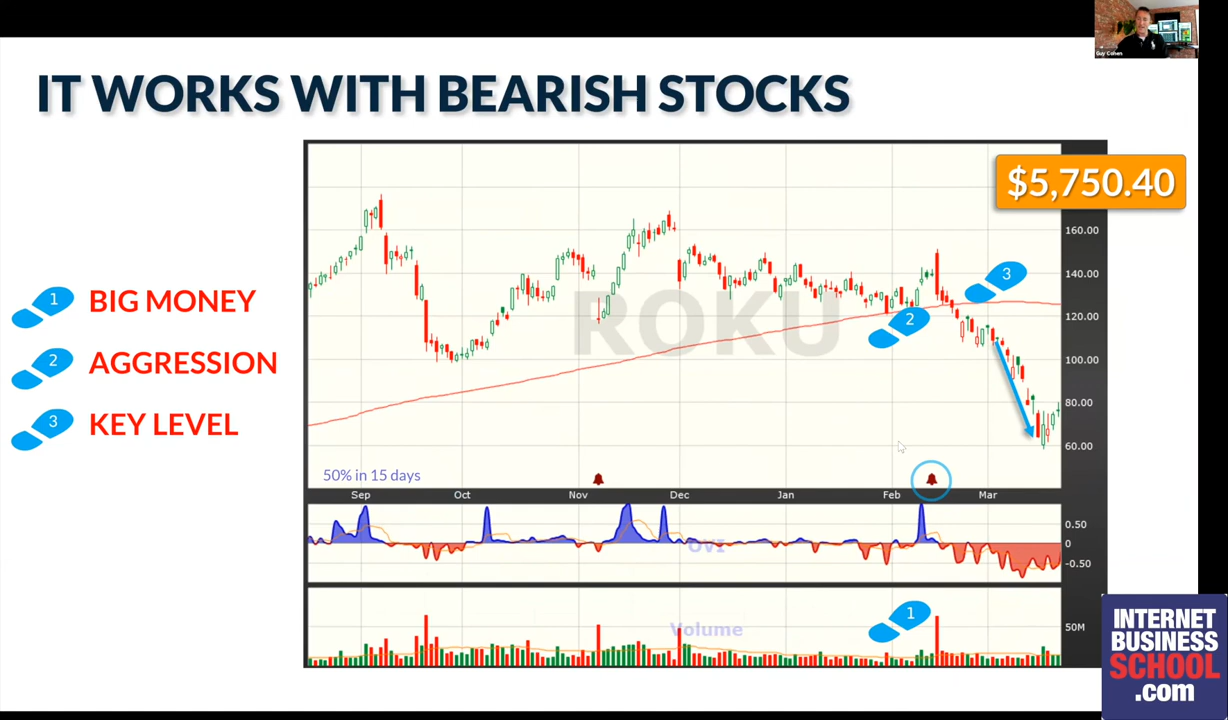 Guy Cohen
IT WORKS WITH BEARISH STOCKS
$5,750.40
1 BIG MONEY
2 AGGRESSION
3 KEY LEVEL
ROKU
3
2
160.00
140.00
120.00
100.00
80.00
60.00
50% in 15 days
Sep Oct Nov Dec Jan Feb Mar
OVI
0.50
0
-0.50
Volume
1
50M
INTERNET
BUSINESS
SCHOOL
.com